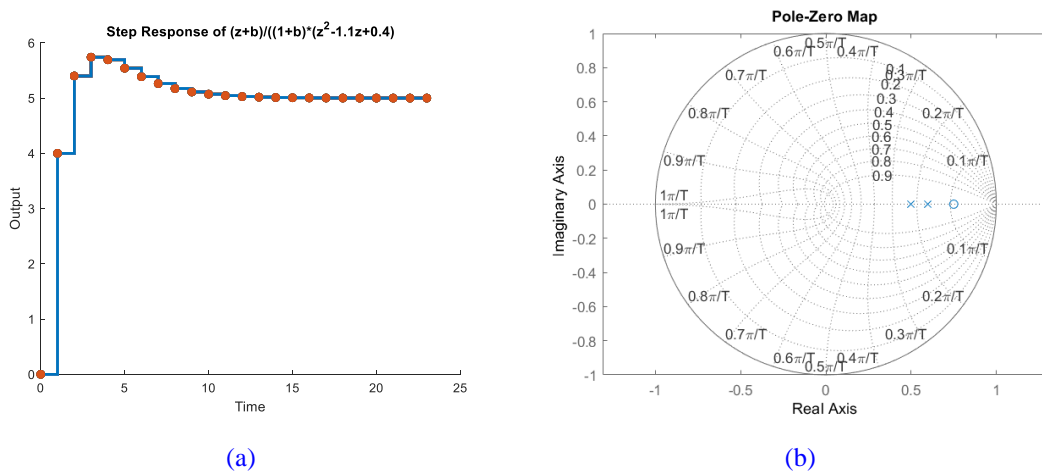 Step Response of (z+b)/((1+b)*(z²-1.1z+0.4)
6
5
4
3
2
1
0
Output
0 5 10 15 20 25
Time
(a)
Pole-Zero Map
1
0.8
0.6
0.4
0.2
0
-0.2
-0.4
-0.6
-0.8
-1
Imaginary Axis
0.5π/T
0.6π/T
0.4π/T
0.7π/T
0.1
0.3π/T
0.2
0.8π/T
0.3
0.2π/T
0.4
0.5
0.6
0.9π/T
0.7
0.1π/T
0.8
0.9
1π/T
1π/T
0.9π/T
0.1π/T
0.8π/T
0.2π/T
0.7π/T
0.3π/T
0.6π/T
0.4π/T
0.5π/T
-1 -0.5 0 0.5 1
Real Axis
(b)